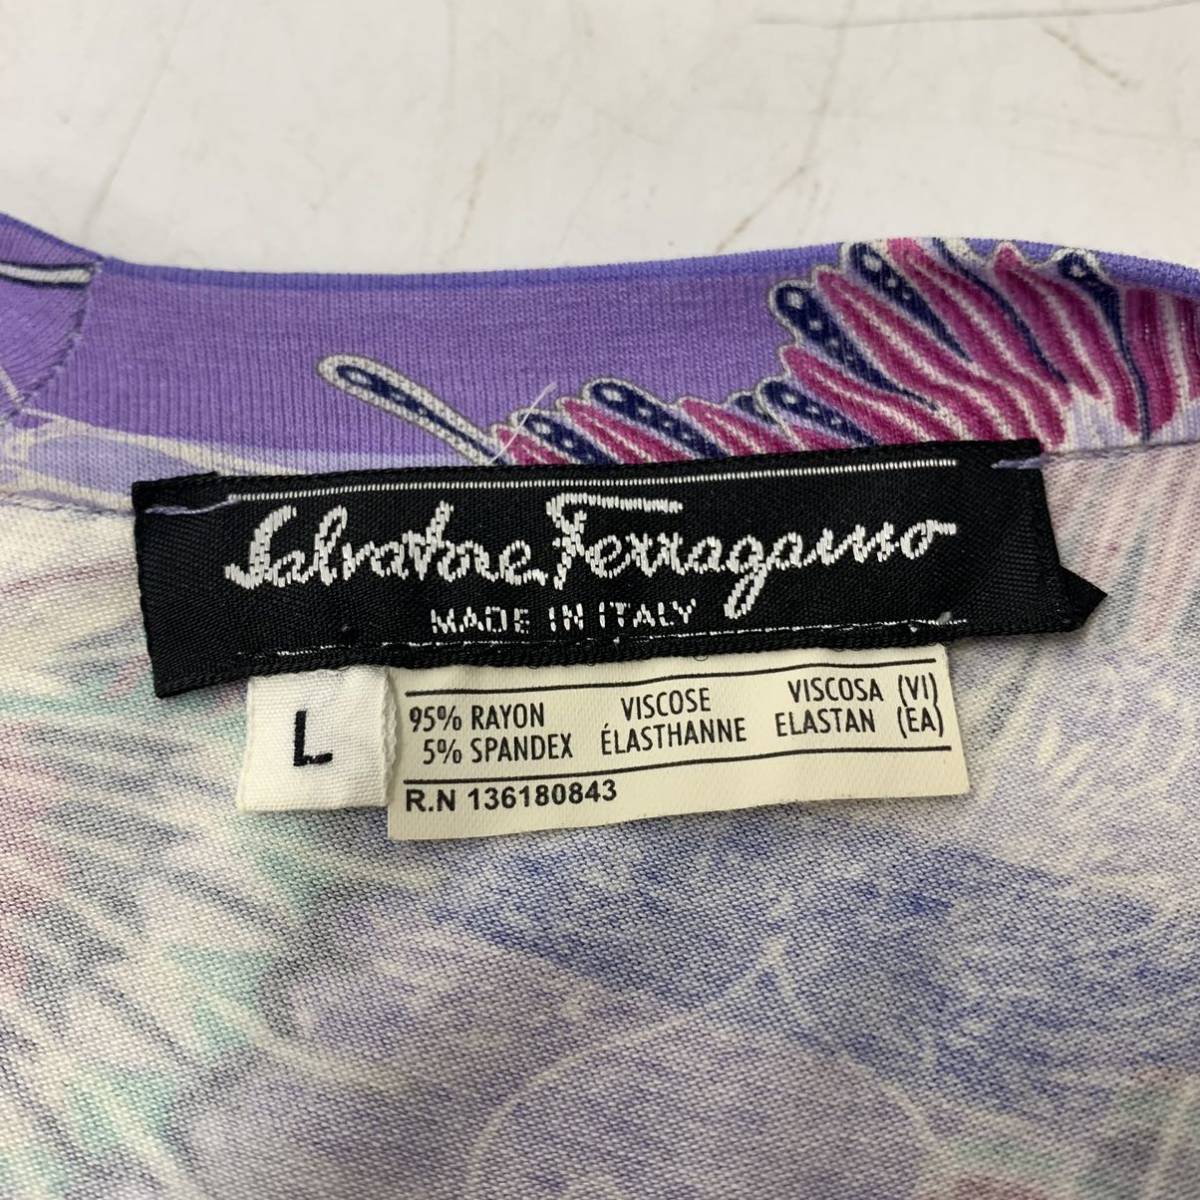 Salvatore Ferragamo
MADE IN ITALY
L
95% RAYON VISCOSE VISCOSA (VI)
5% SPANDEX ÉLASTHANNE ELASTAN (EA)
R.N 136180843